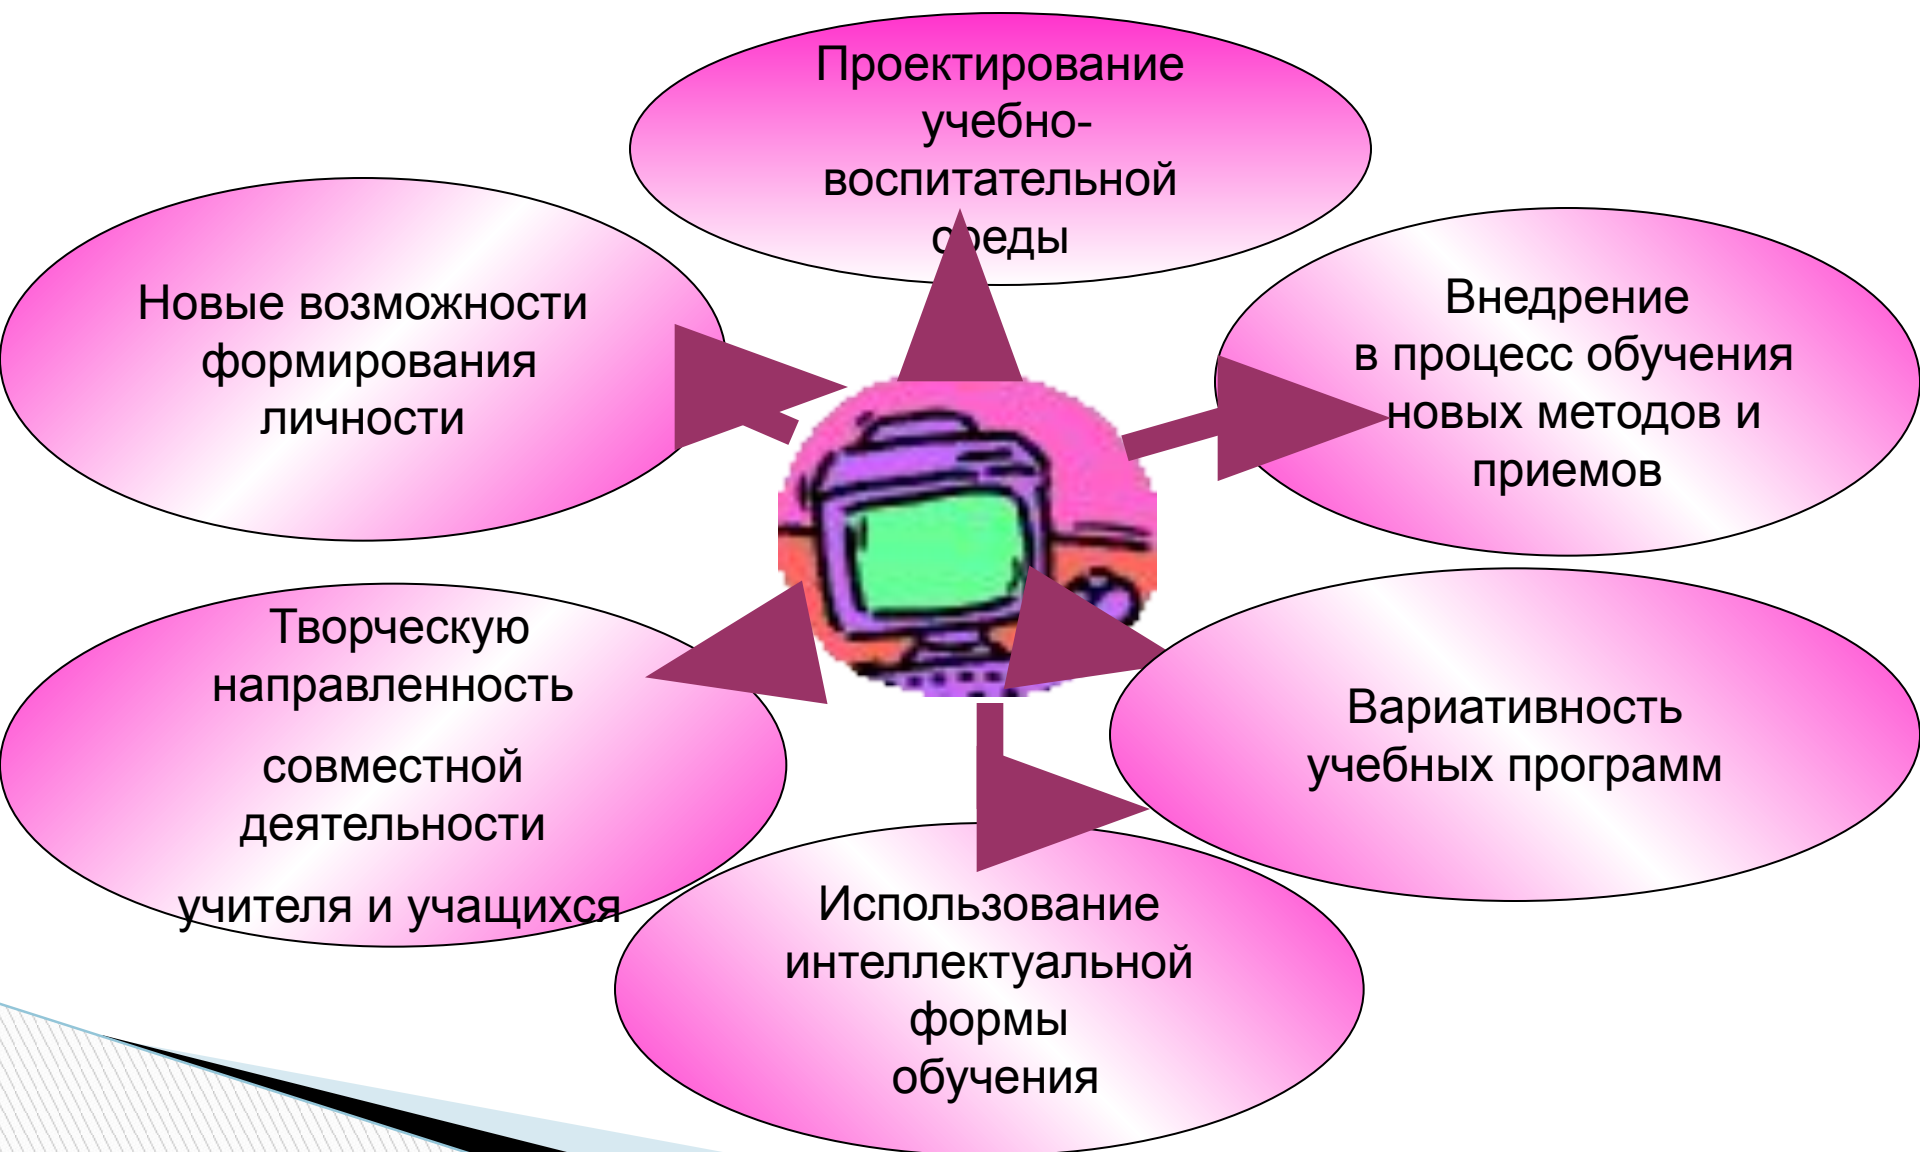 Проектирование
учебно-
воспитательной
среды
Новые возможности
формирования
личности
Внедрение
в процесс обучения
новых методов и
приемов
Творческую
направленность
совместной
деятельности
учителя и учащихся
Вариативность
учебных программ
Использование
интеллектуальной
формы
обучения